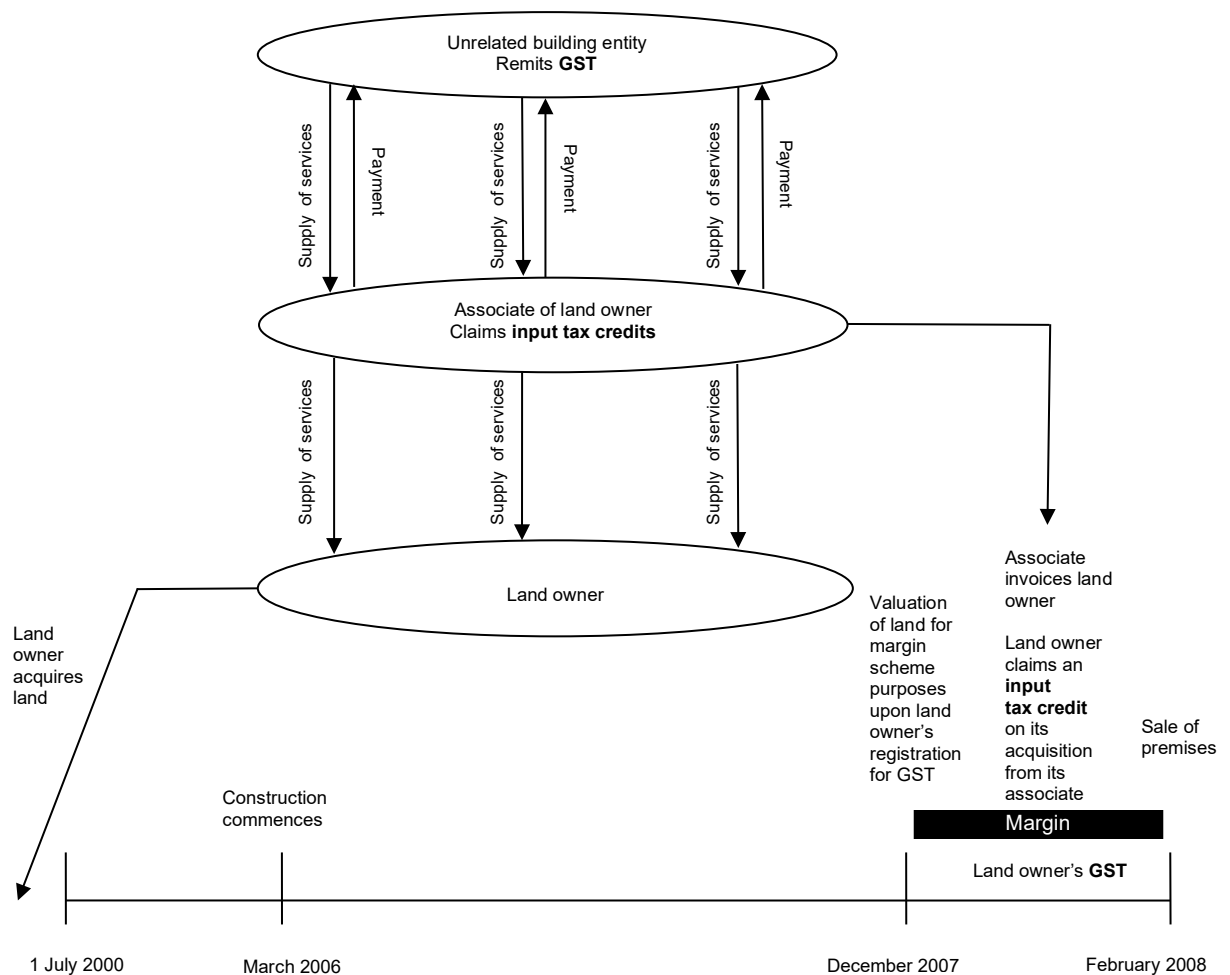 Unrelated building entity
Remits GST
Supply of services
Payment
Supply of services
Payment
Supply of services
Payment
Associate of land owner
Claims input tax credits
Supply of services
Supply of services
Supply of services
Land owner
Land
owner
acquires
land
Construction
commences
Valuation
of land for
margin
scheme
purposes
upon land
owner's
registration
for GST
Associate
invoices land
owner
Land owner
claims an
input
tax credit
on its
acquisition
from its
associate
Sale of
premises
Margin
Land owner's GST
1 July 2000
March 2006
December 2007
February 2008